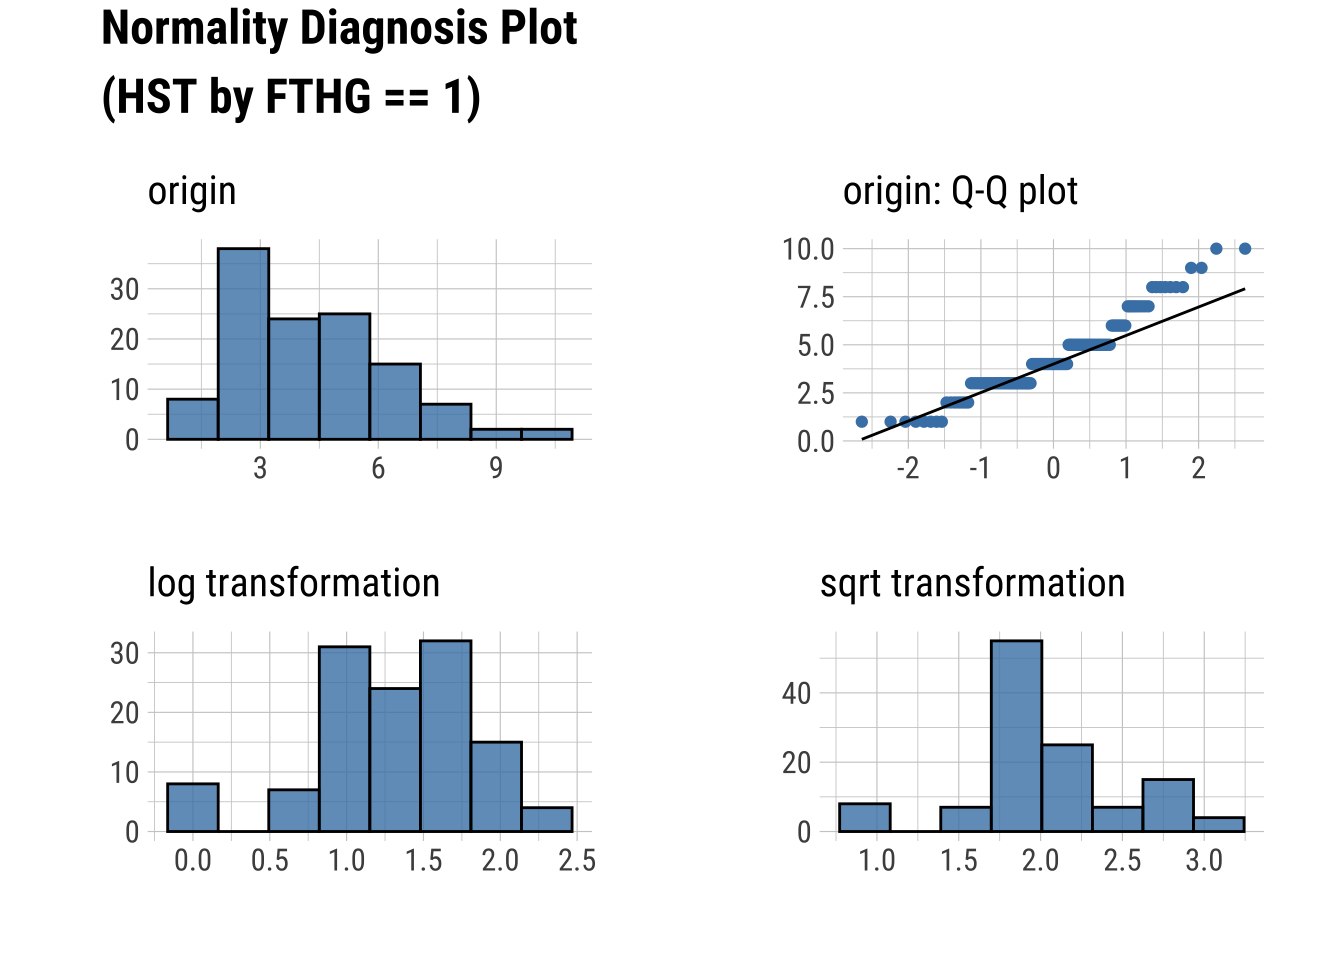 Normality Diagnosis Plot
(HST by FTHG == 1)
origin
30
20
10
0
3 6 9
origin: Q-Q plot
10.0
7.5
5.0
2.5
0.0
-2 -1 0 1 2
log transformation
30
20
10
0
0.0 0.5 1.0 1.5 2.0 2.5
sqrt transformation
40
20
0
1.0 1.5 2.0 2.5 3.0